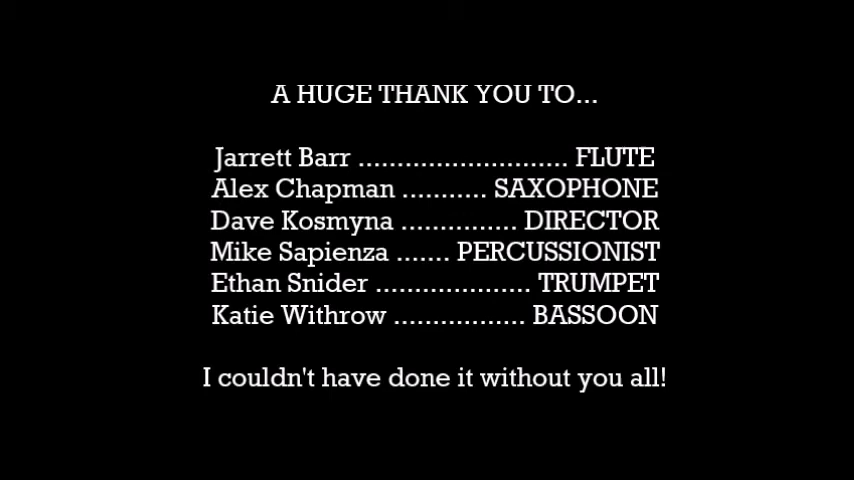 A HUGE THANK YOU TO...
Jarrett Barr ........................... FLUTE
Alex Chapman ........... SAXOPHONE
Dave Kosmyna ............... DIRECTOR
Mike Sapienza ....... PERCUSSIONIST
Ethan Snider .................... TRUMPET
Katie Withrow ................. BASSOON
I couldn't have done it without you all!